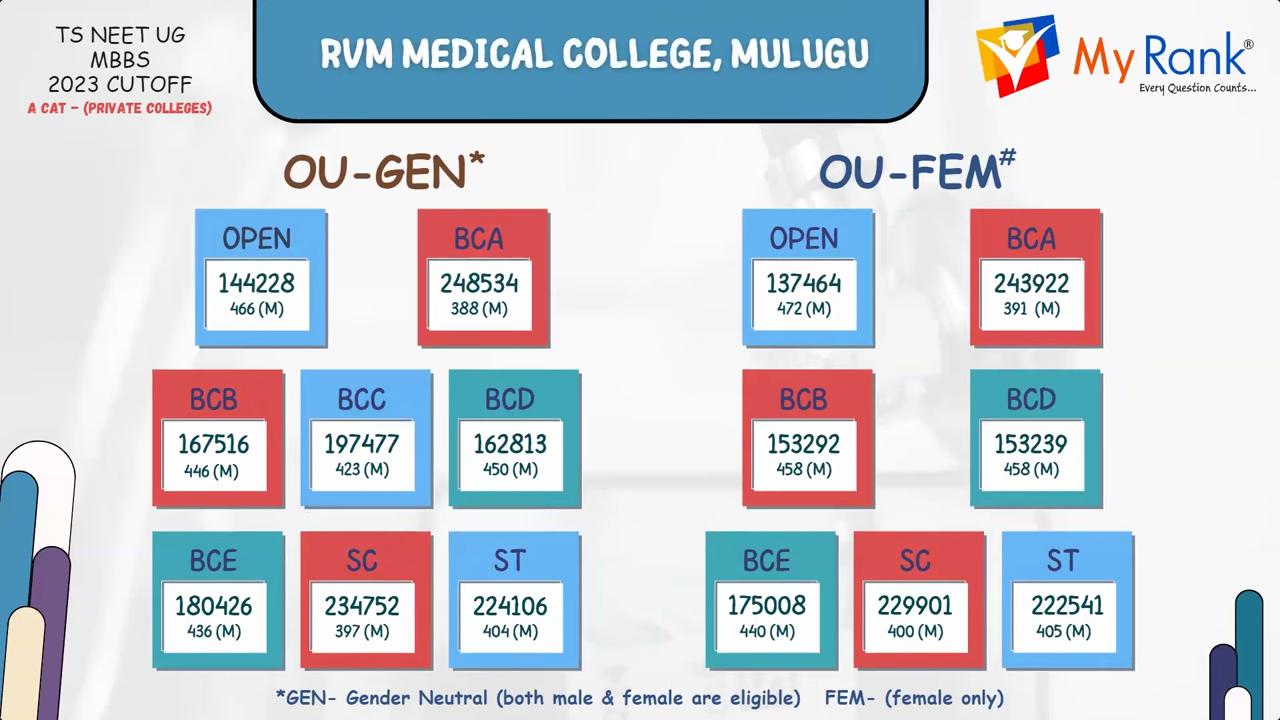 TS NEET UG
MBBS
2023 CUTOFF
A CAT - (PRIVATE COLLEGES)
RVM MEDICAL COLLEGE, MULUGU
My Rank®
Every Question Counts...
OU-GEN*
OPEN
144228
466 (M)
BCA
248534
388 (M)
BCB
167516
446 (M)
BCC
197477
423 (M)
BCD
162813
450 (M)
BCE
180426
436 (M)
SC
234752
397 (M)
ST
224106
404 (M)
OU-FEM#
OPEN
137464
472 (M)
BCA
243922
391 (M)
BCB
153292
458 (M)
BCD
153239
458 (M)
BCE
175008
440 (M)
SC
229901
400 (M)
ST
222541
405 (M)
*GEN- Gender Neutral (both male & female are eligible) FEM- (female only)